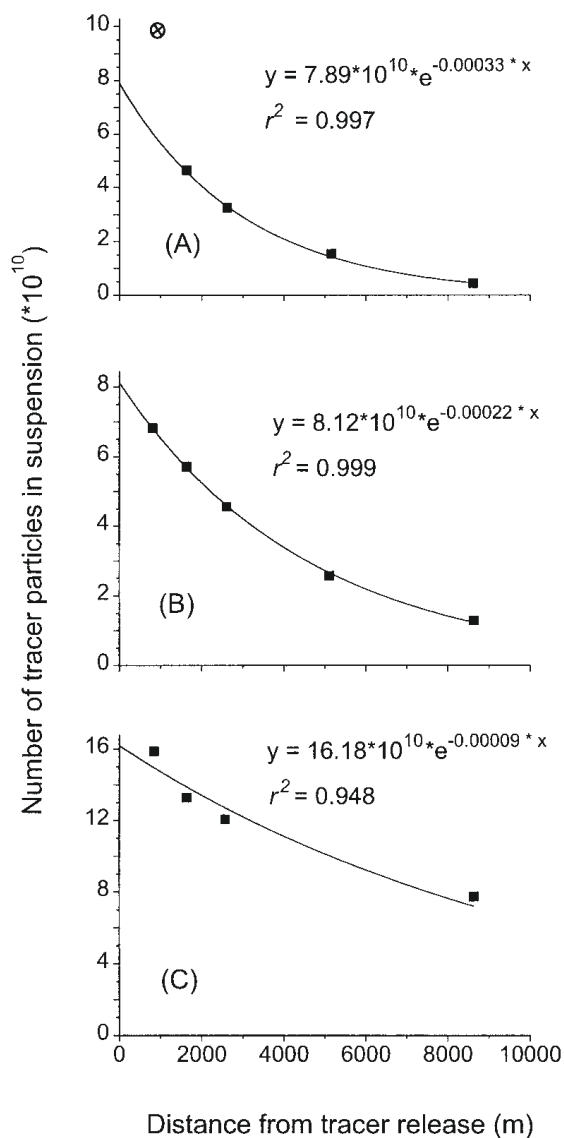 Number of tracer particles in suspension (*10^10)
10
8
6
4
2
0
y = 7.89*10^10*e^-0.00033 * x
r^2 = 0.997
(A)
8
6
4
2
0
y = 8.12*10^10*e^-0.00022 * x
r^2 = 0.999
(B)
16
12
8
4
0
y = 16.18*10^10*e^-0.00009 * x
r^2 = 0.948
(C)
0 2000 4000 6000 8000 10000
Distance from tracer release (m)